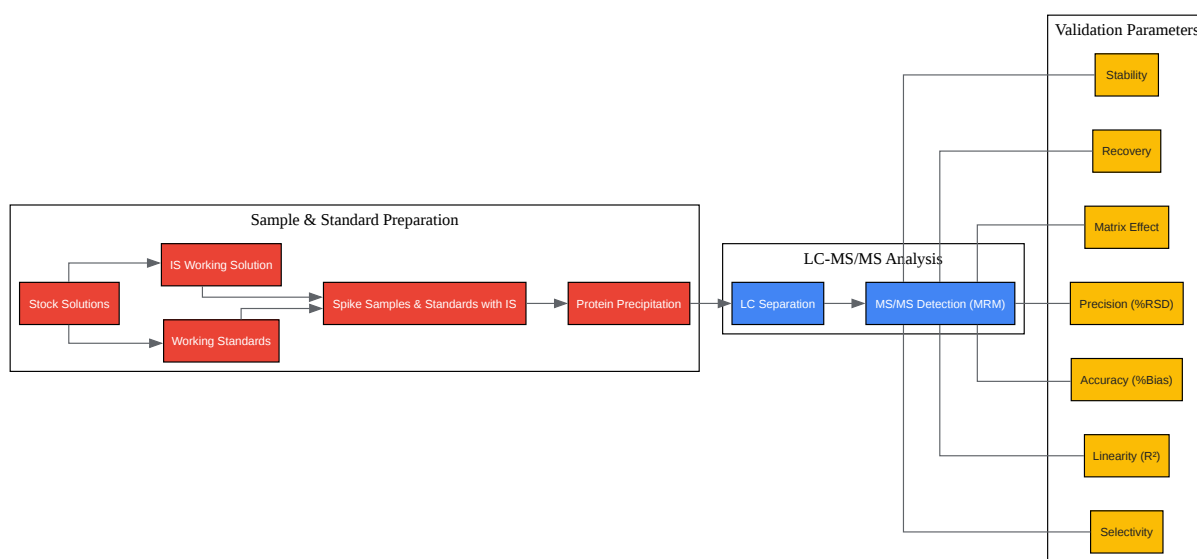 Sample & Standard Preparation
Stock Solutions
IS Working Solution
Working Standards
Spike Samples & Standards with IS
Protein Precipitation
LC-MS/MS Analysis
LC Separation
MS/MS Detection (MRM)
Validation Parameters
Stability
Recovery
Matrix Effect
Precision (%RSD)
Accuracy (%Bias)
Linearity (R²)
Selectivity